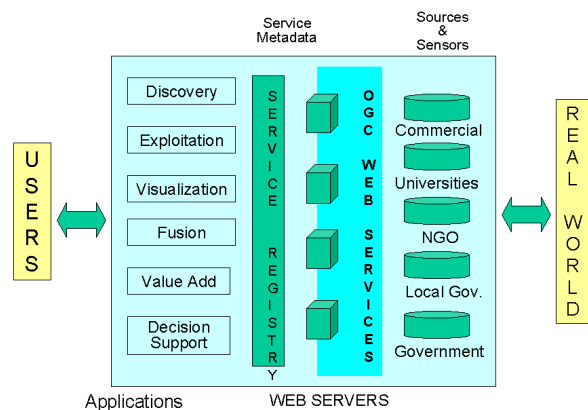 Service
Metadata
Sources
&
Sensors
USERS
Discovery
Exploitation
Visualization
Fusion
Value Add
Decision
Support
SERVICE REGISTRY
OGC WEB SERVICES
Commercial
Universities
NGO
Local Gov.
Government
REAL WORLD
Applications
WEB SERVERS